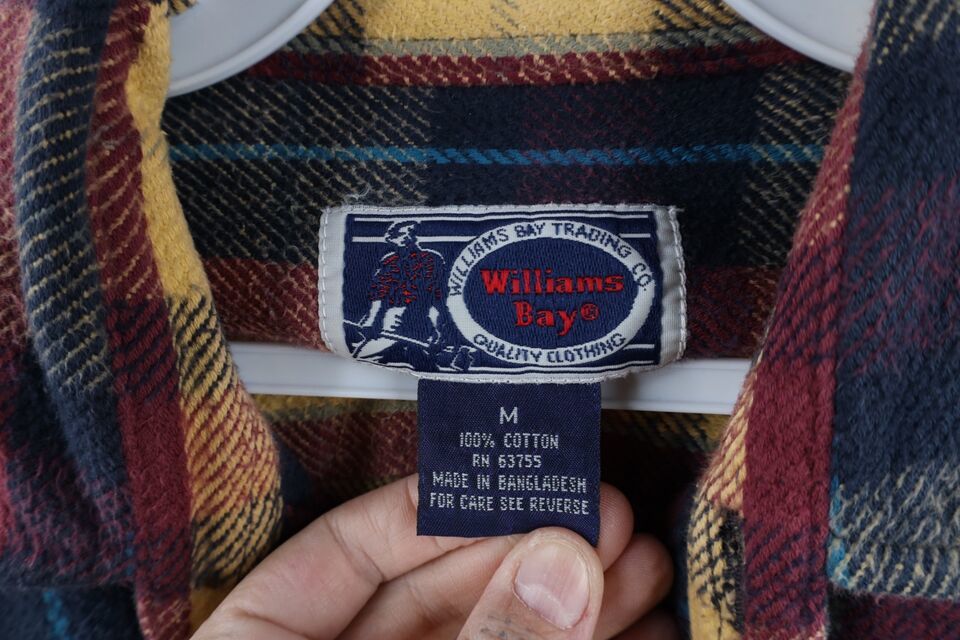 WILLIAMS BAY TRADING CO.
Williams
Bay®
QUALITY CLOTHING
M
100% COTTON
RN 63755
MADE IN BANGLADESH
FOR CARE SEE REVERSE